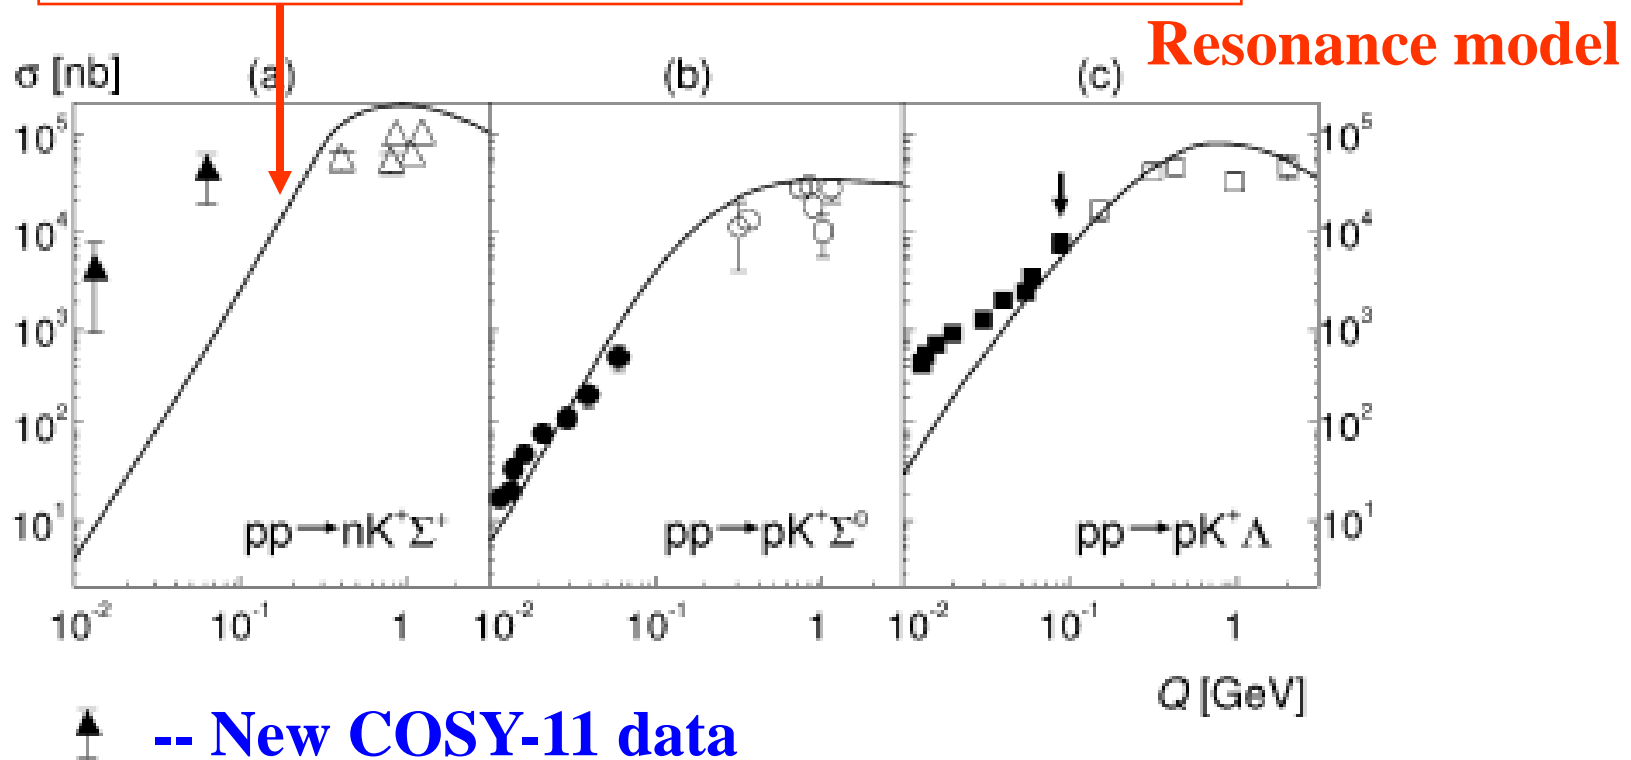 Resonance model
σ [nb] (a) (b) (c)
10⁵ 10⁵
10⁴ 10⁴
10³ 10³
10² 10²
10¹ 10¹
pp→nK⁺Σ⁺ pp→pK⁺Σ⁰ pp→pK⁺Λ
10⁻² 10⁻¹ 1 10⁻² 10⁻¹ 1 10⁻² 10⁻¹ 1
Q [GeV]
-- New COSY-11 data